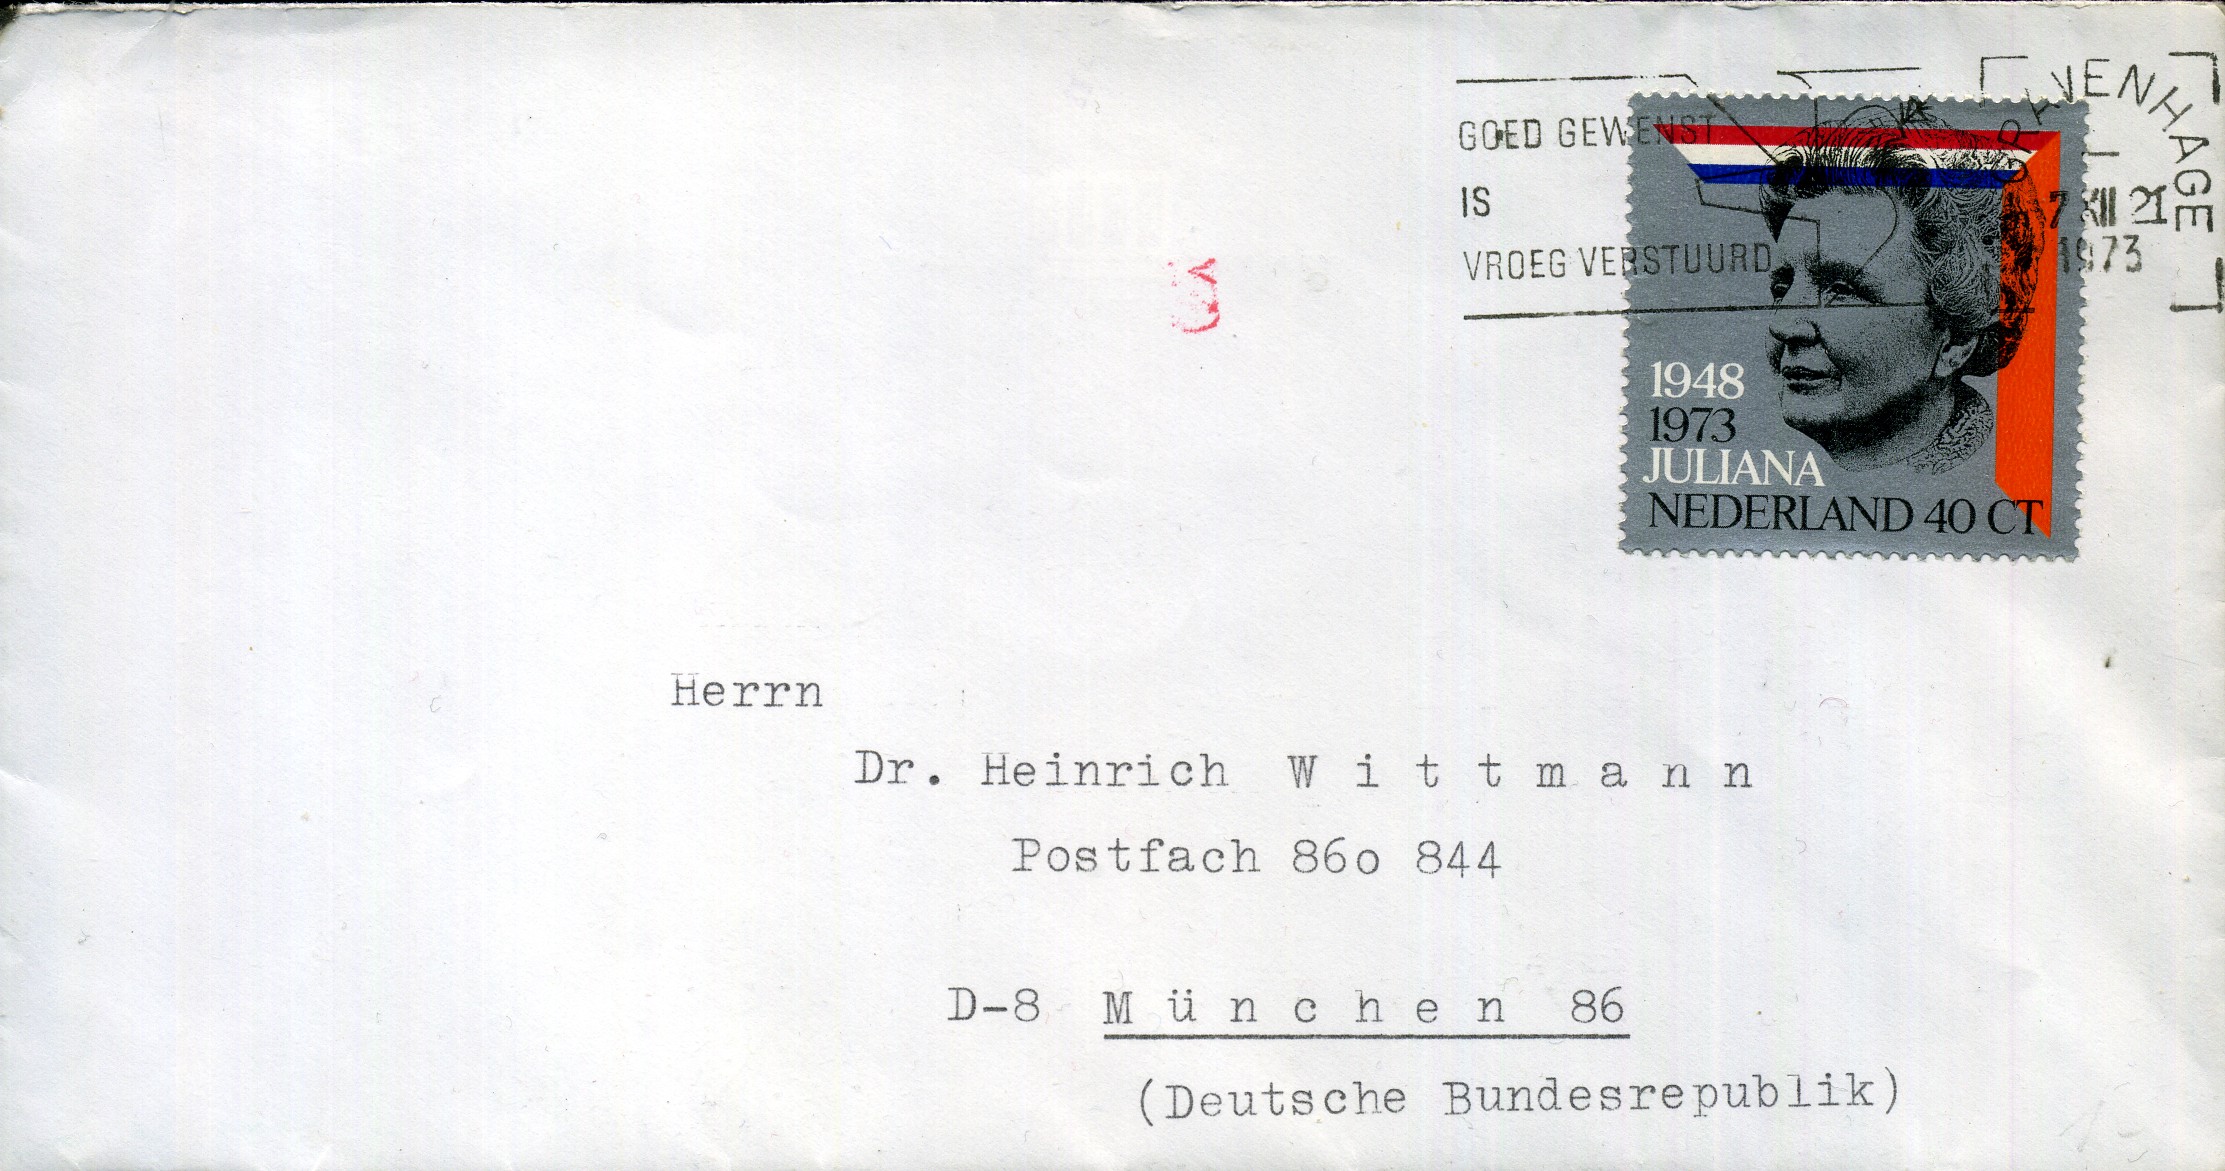 GOED GEWENST
IS
VROEG VERSTUURD
'S-GRAVENHAGE
7 XII 21
1973
1948
1973
JULIANA
NEDERLAND 40 CT
Herrn
Dr. Heinrich W i t t m a n n
Postfach 86o 844
D-8 M ü n c h e n 86
(Deutsche Bundesrepublik)